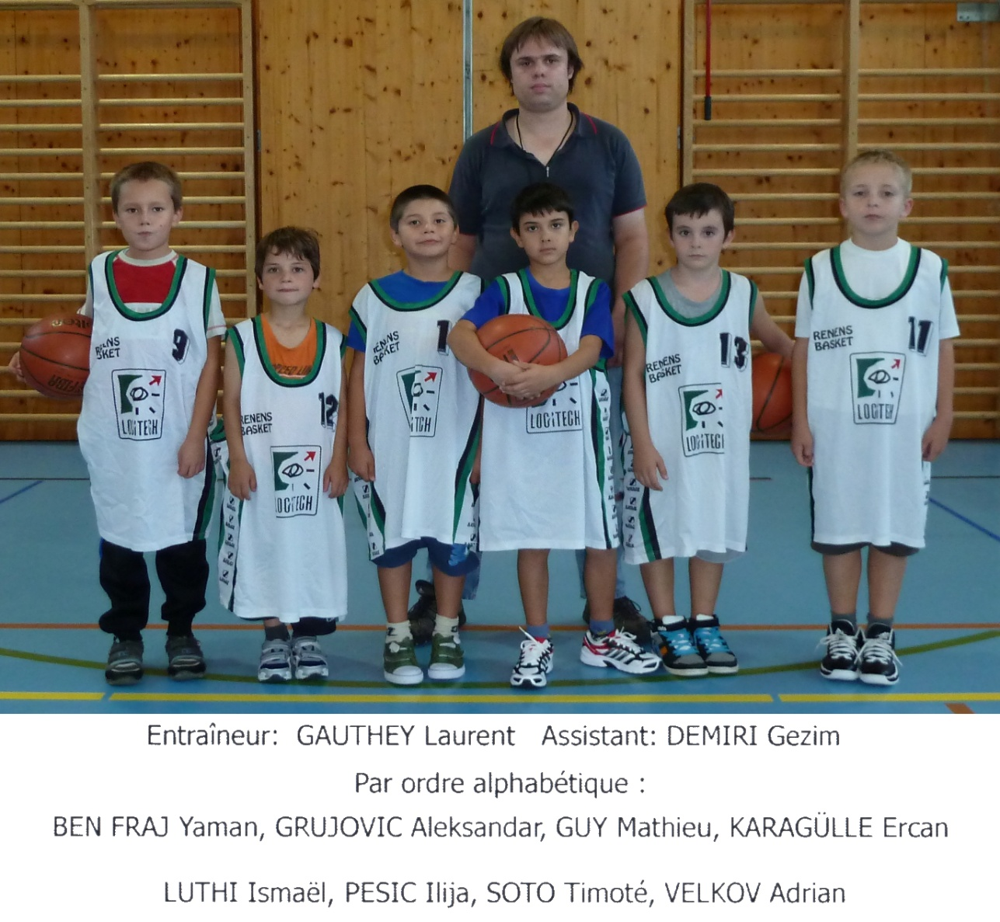 9
RENENS
BASKET
LOGITECH
12
RENENS
BASKET
LOGITECH
1
RENENS
BASKET
LOGITECH
13
RENENS
BASKET
LOGITECH
11
RENENS
BASKET
LOGITECH
Entraîneur: GAUTHEY Laurent Assistant: DEMIRI Gezim
Par ordre alphabétique :
BEN FRAJ Yaman, GRUJOVIC Aleksandar, GUY Mathieu, KARAGÜLLE Ercan
LUTHI Ismaël, PESIC Ilija, SOTO Timoté, VELKOV Adrian